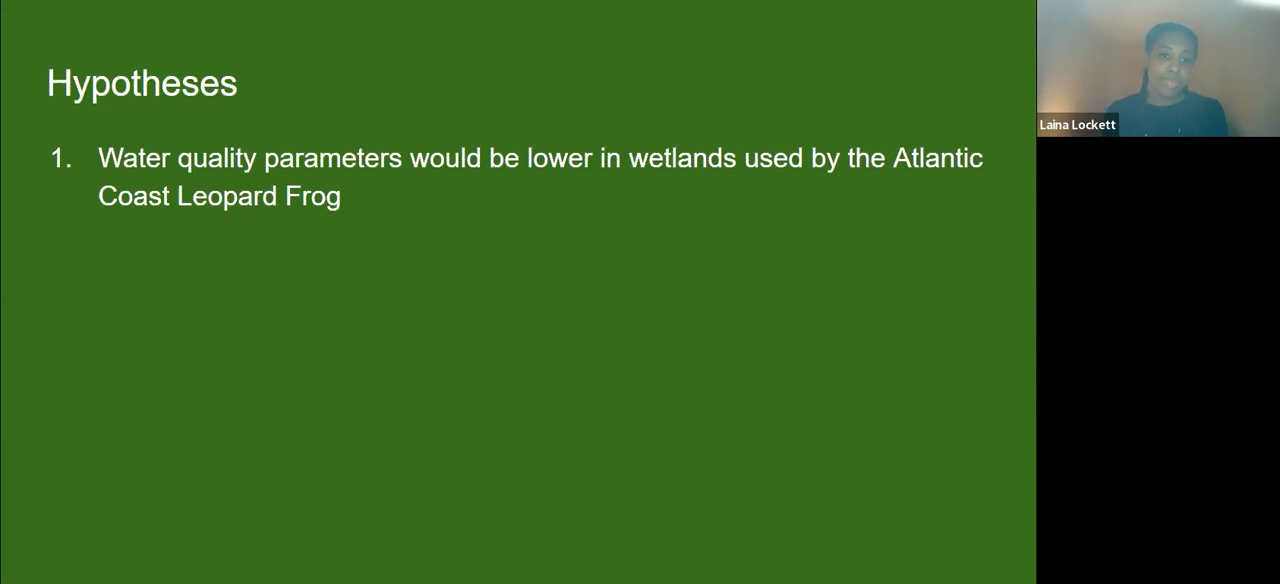 Hypotheses
1. Water quality parameters would be lower in wetlands used by the Atlantic
Coast Leopard Frog
Laina Lockett